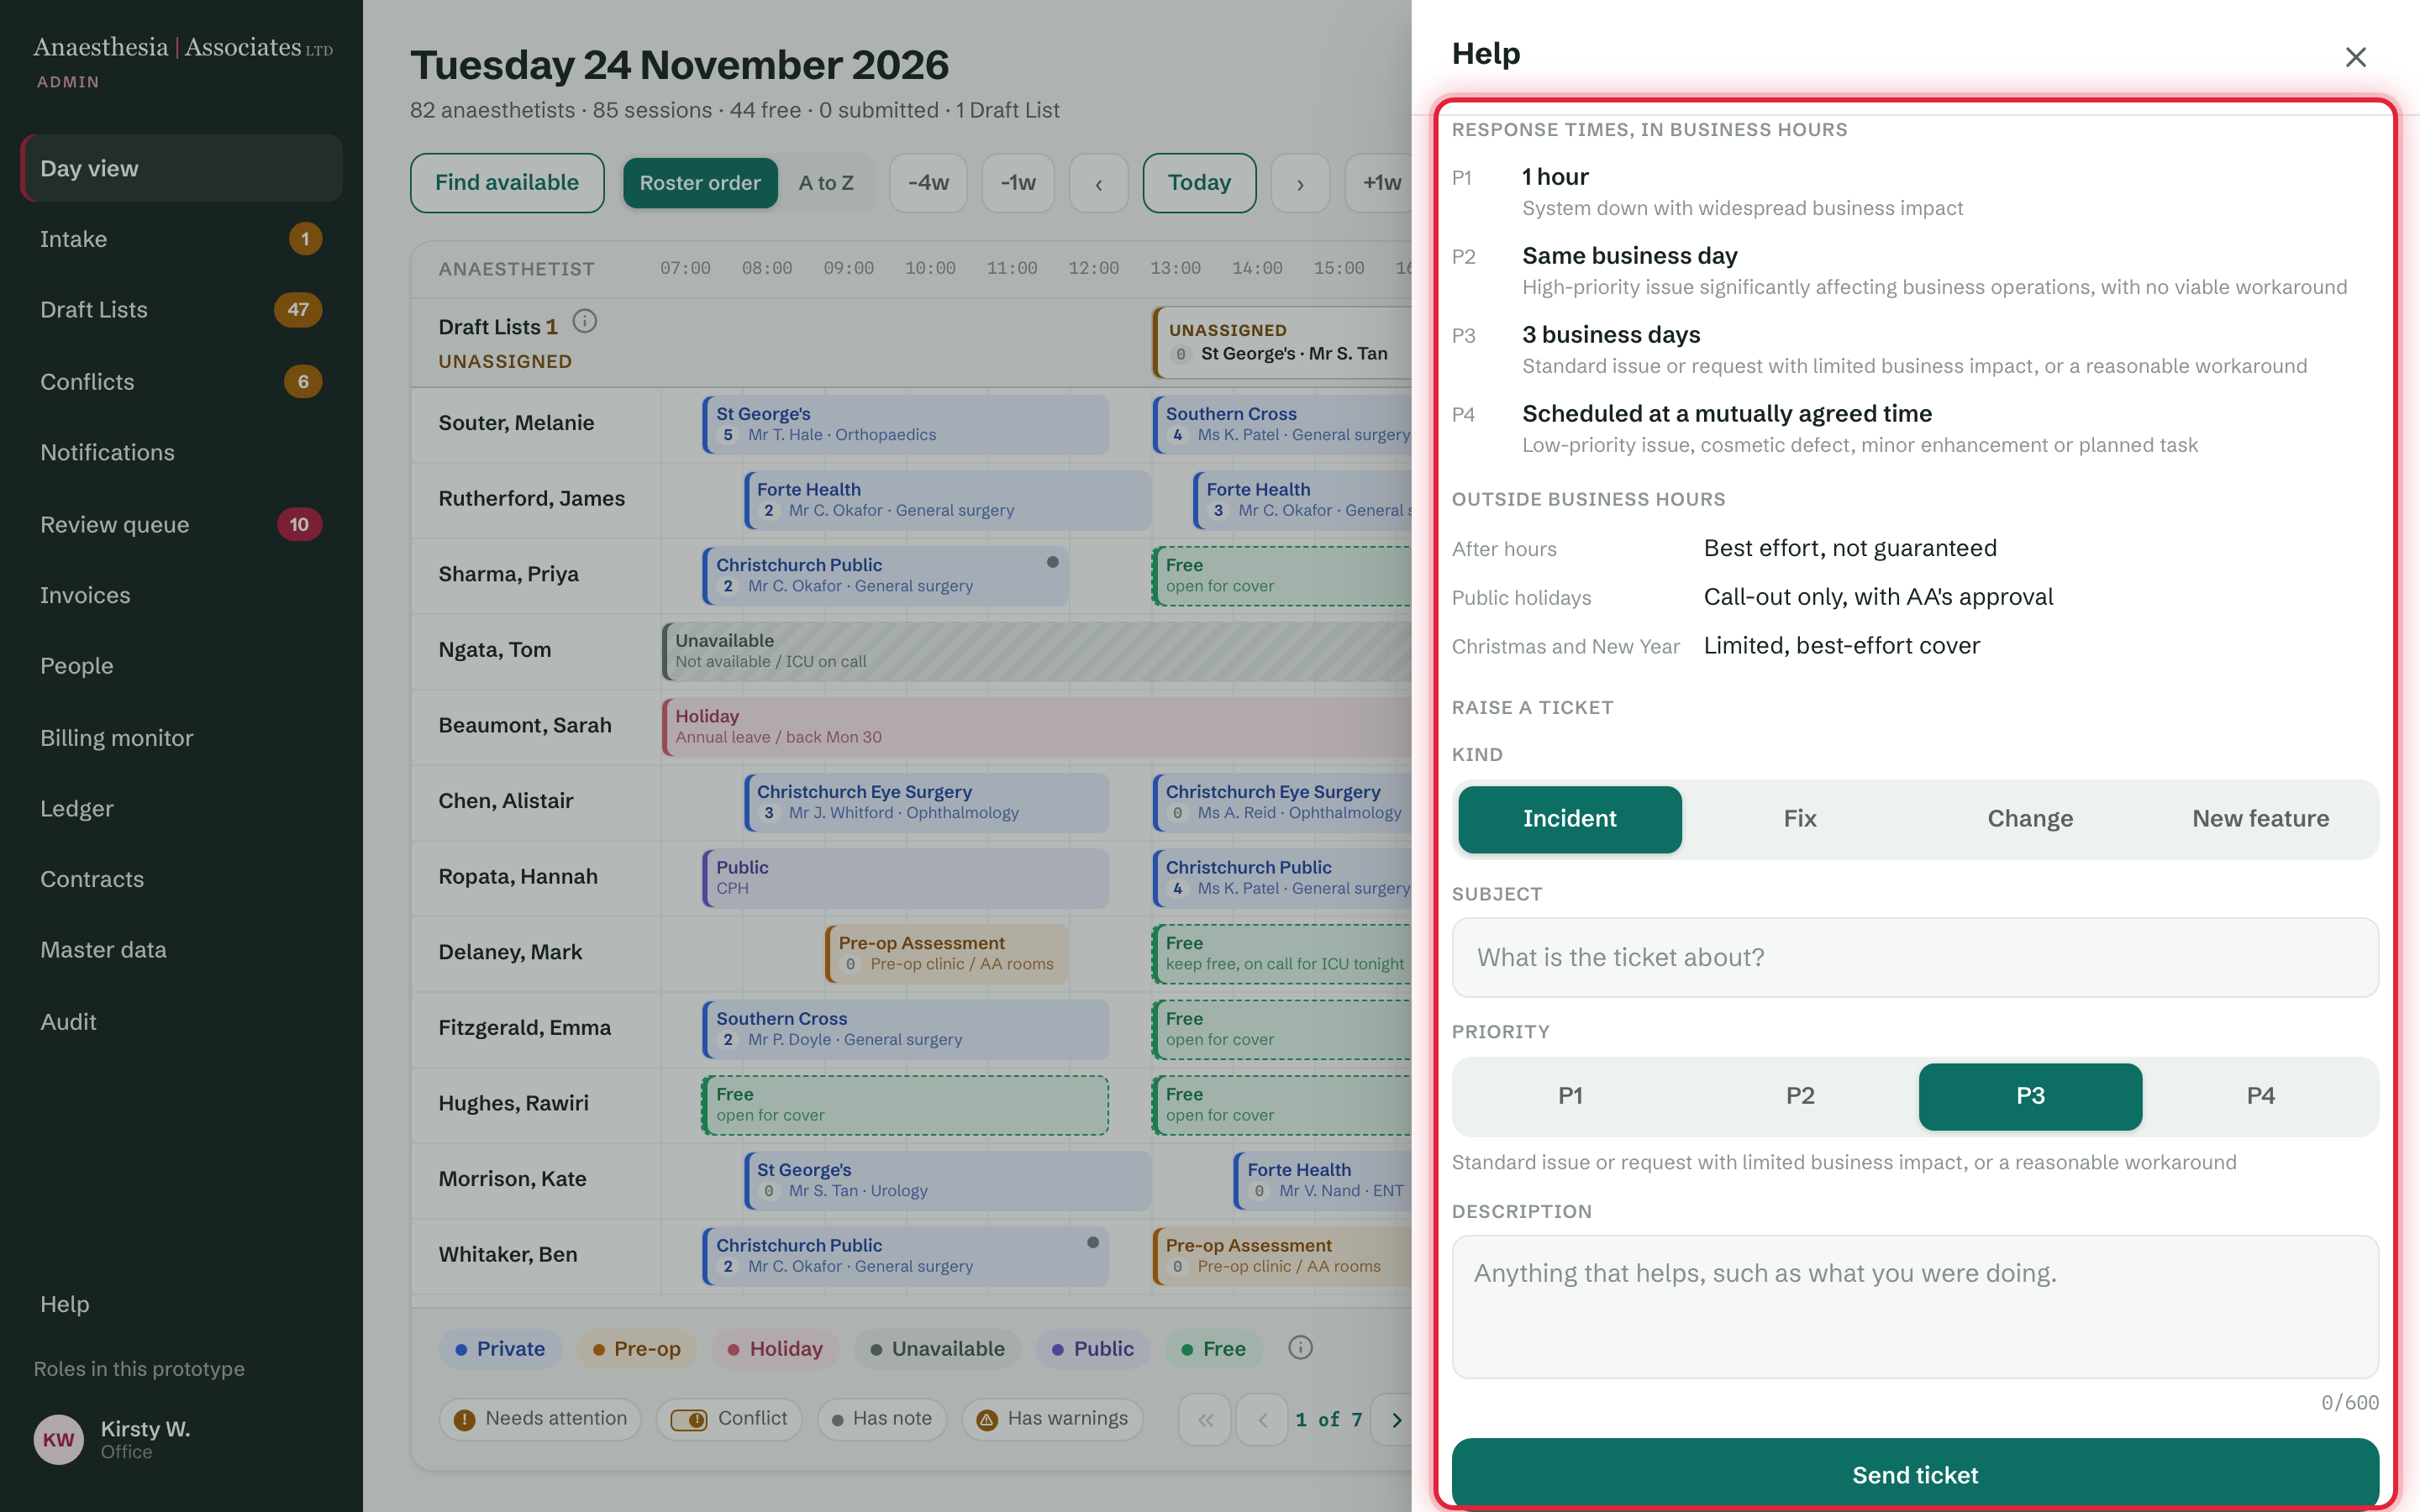 Anaesthesia | Associates LTD
ADMIN
Day view
Intake 1
Draft Lists 47
Conflicts 6
Notifications
Review queue 10
Invoices
People
Billing monitor
Ledger
Contracts
Master data
Audit
Help
Roles in this prototype
KW Kirsty W.
Office
Tuesday 24 November 2026
82 anaesthetists · 85 sessions · 44 free · 0 submitted · 1 Draft List
Find available Roster order A to Z -4w -1w ‹ Today › +1w
ANAESTHETIST 07:00 08:00 09:00 10:00 11:00 12:00 13:00 14:00 15:00
Draft Lists 1
UNASSIGNED
UNASSIGNED
0 St George's · Mr S. Tan
Souter, Melanie
St George's
5 Mr T. Hale · Orthopaedics
Southern Cross
4 Ms K. Patel · General surgery
Rutherford, James
Forte Health
2 Mr C. Okafor · General surgery
Forte Health
3 Mr C. Okafor · General s
Sharma, Priya
Christchurch Public
2 Mr C. Okafor · General surgery
Free
open for cover
Ngata, Tom
Unavailable
Not available / ICU on call
Beaumont, Sarah
Holiday
Annual leave / back Mon 30
Chen, Alistair
Christchurch Eye Surgery
3 Mr J. Whitford · Ophthalmology
Christchurch Eye Surgery
0 Ms A. Reid · Ophthalmology
Ropata, Hannah
Public
CPH
Christchurch Public
4 Ms K. Patel · General surgery
Delaney, Mark
Pre-op Assessment
0 Pre-op clinic / AA rooms
Free
keep free, on call for ICU tonight
Fitzgerald, Emma
Southern Cross
2 Mr P. Doyle · General surgery
Free
open for cover
Hughes, Rawiri
Free
open for cover
Free
open for cover
Morrison, Kate
St George's
0 Mr S. Tan · Urology
Forte Health
0 Mr V. Nand · ENT
Whitaker, Ben
Christchurch Public
2 Mr C. Okafor · General surgery
Pre-op Assessment
0 Pre-op clinic / AA rooms
Private Pre-op Holiday Unavailable Public Free
Needs attention Conflict Has note Has warnings « ‹ 1 of 7 ›
Help
RESPONSE TIMES, IN BUSINESS HOURS
P1 1 hour
System down with widespread business impact
P2 Same business day
High-priority issue significantly affecting business operations, with no viable workaround
P3 3 business days
Standard issue or request with limited business impact, or a reasonable workaround
P4 Scheduled at a mutually agreed time
Low-priority issue, cosmetic defect, minor enhancement or planned task
OUTSIDE BUSINESS HOURS
After hours Best effort, not guaranteed
Public holidays Call-out only, with AA's approval
Christmas and New Year Limited, best-effort cover
RAISE A TICKET
KIND
Incident Fix Change New feature
SUBJECT
What is the ticket about?
PRIORITY
P1 P2 P3 P4
Standard issue or request with limited business impact, or a reasonable workaround
DESCRIPTION
Anything that helps, such as what you were doing.
0/600
Send ticket